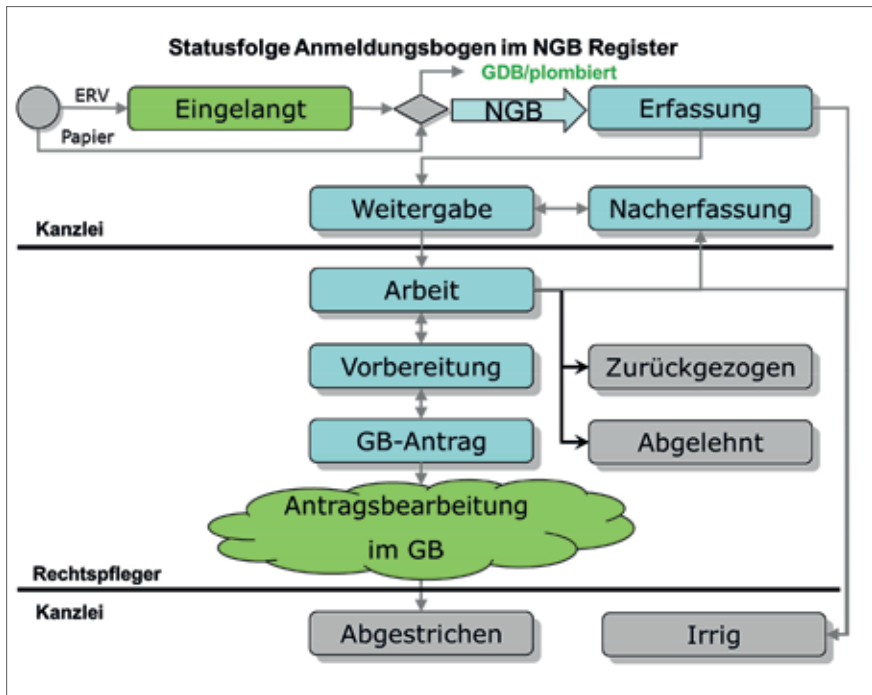 Statusfolge Anmeldungsbogen im NGB Register
GDB/plombiert
ERV
Eingelangt
NGB
Erfassung
Papier
Weitergabe
Nacherfassung
Kanzlei
Arbeit
Vorbereitung
Zurückgezogen
GB-Antrag
Abgelehnt
Antragsbearbeitung
im GB
Rechtspfleger
Kanzlei
Abgestrichen
Irrig